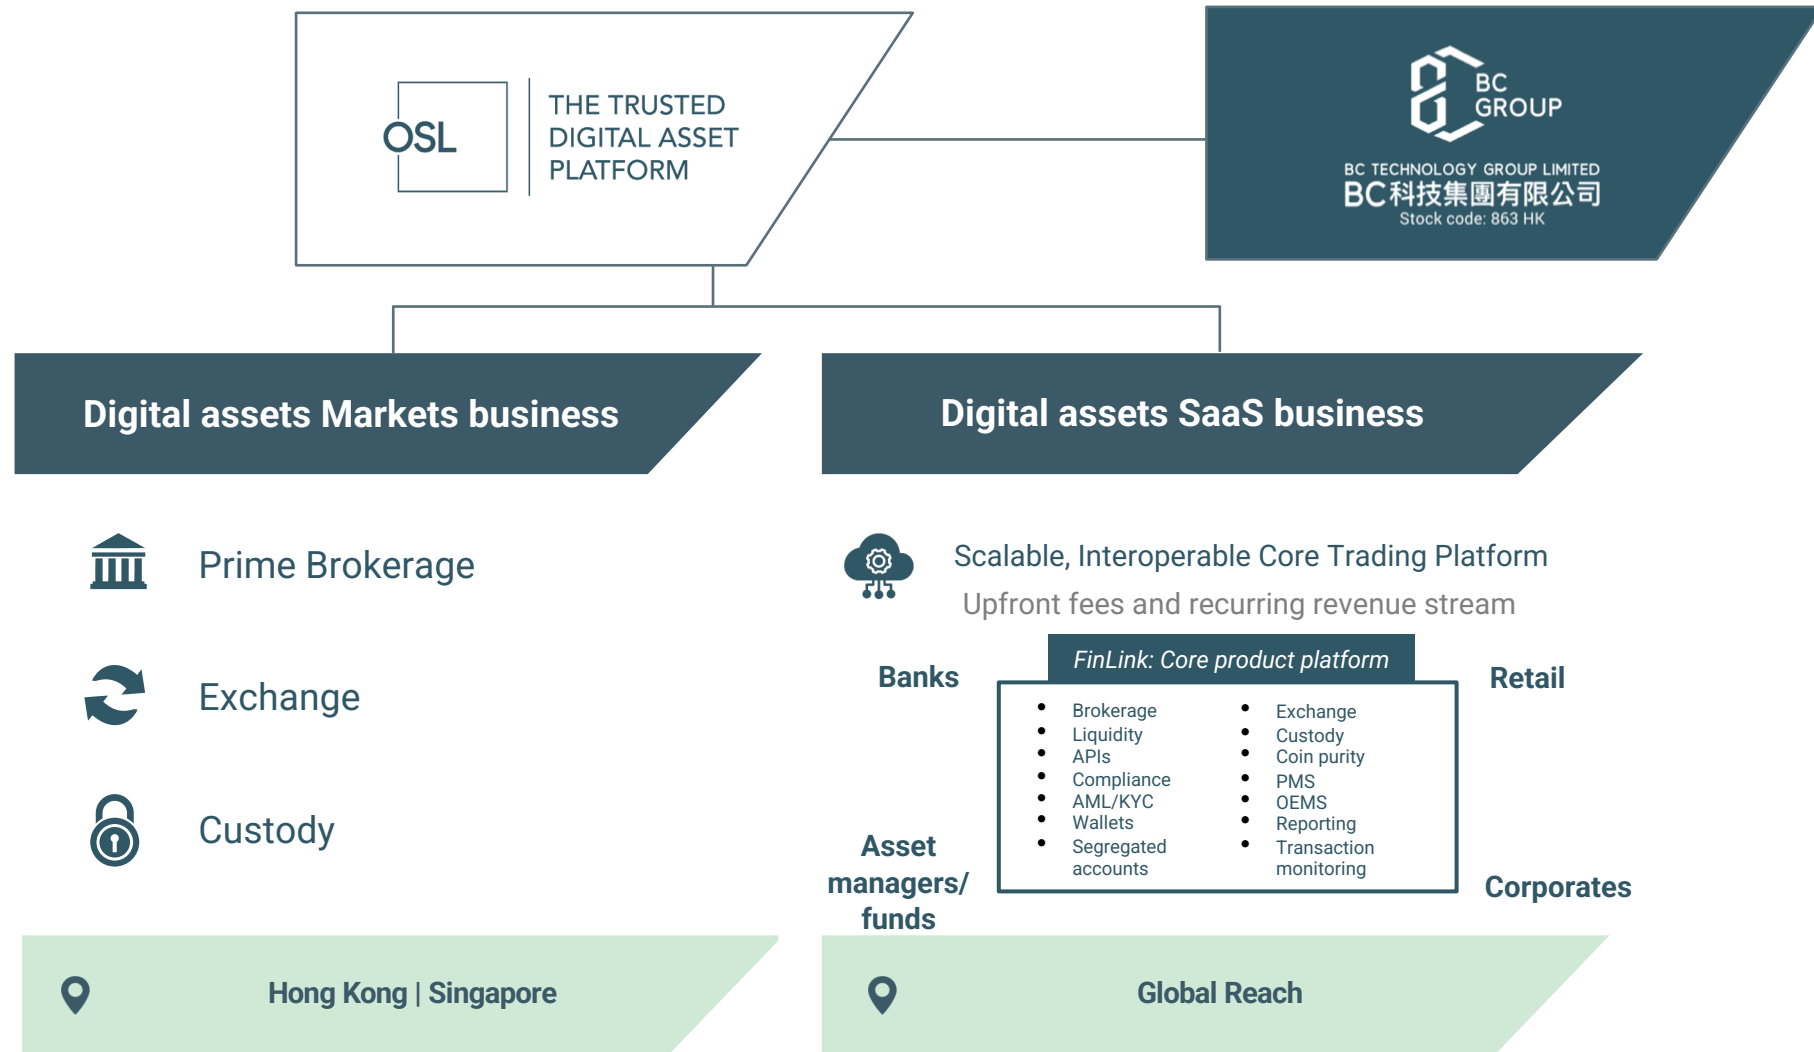 OSL
THE TRUSTED
DIGITAL ASSET
PLATFORM
BC
GROUP
BC TECHNOLOGY GROUP LIMITED
BC科技集團有限公司
Stock code: 863 HK
Digital assets Markets business
Prime Brokerage
Exchange
Custody
Hong Kong | Singapore
Digital assets SaaS business
Scalable, Interoperable Core Trading Platform
Upfront fees and recurring revenue stream
Banks
FinLink: Core product platform
Retail
• Brokerage
• Liquidity
• APIs
• Compliance
• AML/KYC
• Wallets
• Segregated
accounts
• Exchange
• Custody
• Coin purity
• PMS
• OEMS
• Reporting
• Transaction
monitoring
Asset
managers/
funds
Corporates
Global Reach